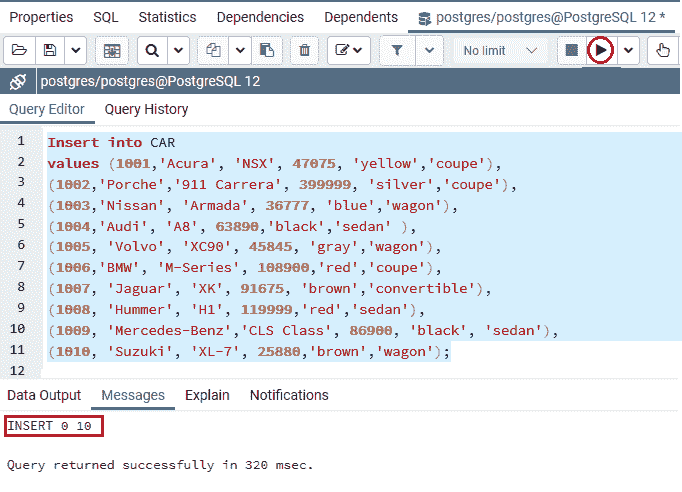 Properties SQL Statistics Dependencies Dependents postgres/postgres@PostgreSQL 12 *
No limit
postgres/postgres@PostgreSQL 12
Query Editor Query History
1 Insert into CAR
2 values (1001,'Acura', 'NSX', 47075, 'yellow','coupe'),
3 (1002,'Porche','911 Carrera', 399999, 'silver','coupe'),
4 (1003,'Nissan', 'Armada', 36777, 'blue','wagon'),
5 (1004,'Audi', 'A8', 63890,'black','sedan' ),
6 (1005, 'Volvo', 'XC90', 45845, 'gray','wagon'),
7 (1006,'BMW', 'M-Series', 108900,'red','coupe'),
8 (1007, 'Jaguar', 'XK', 91675, 'brown','convertible'),
9 (1008, 'Hummer', 'H1', 119999,'red','sedan'),
10 (1009, 'Mercedes-Benz','CLS Class', 86900, 'black', 'sedan'),
11 (1010, 'Suzuki', 'XL-7', 25880,'brown','wagon');
12
Data Output Messages Explain Notifications
INSERT 0 10
Query returned successfully in 320 msec.